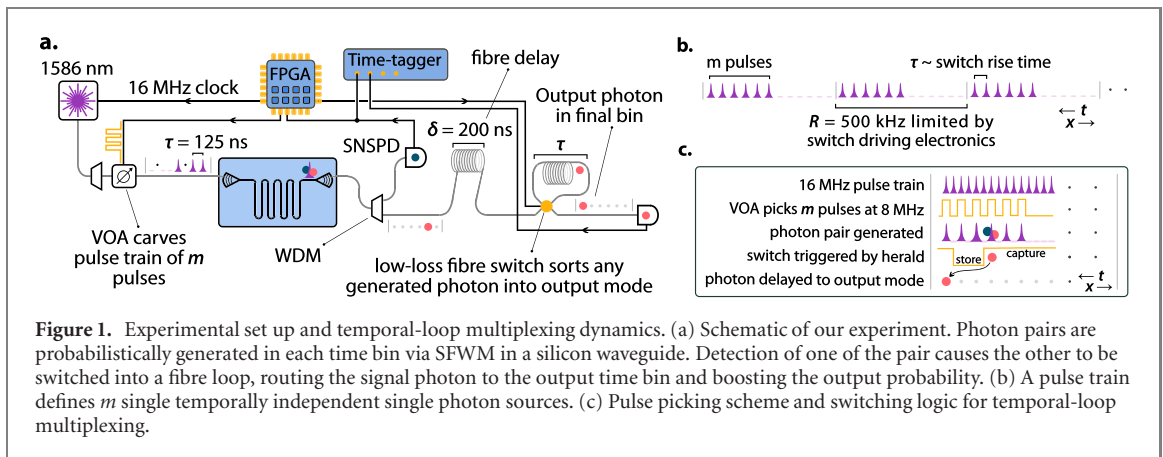 a.
1586 nm
16 MHz clock
FPGA
Time-tagger
fibre delay
Output photon
in final bin
τ = 125 ns
SNSPD
δ = 200 ns
τ
VOA carves
pulse train of m
pulses
WDM
low-loss fibre switch sorts any
generated photon into output mode
b.
m pulses
τ ~ switch rise time
R = 500 kHz limited by
switch driving electronics
t
x
c.
16 MHz pulse train
VOA picks m pulses at 8 MHz
photon pair generated
switch triggered by herald
store
capture
photon delayed to output mode
t
x
Figure 1. Experimental set up and temporal-loop multiplexing dynamics. (a) Schematic of our experiment. Photon pairs are
probabilistically generated in each time bin via SFWM in a silicon waveguide. Detection of one of the pair causes the other to be
switched into a fibre loop, routing the signal photon to the output time bin and boosting the output probability. (b) A pulse train
defines m single temporally independent single photon sources. (c) Pulse picking scheme and switching logic for temporal-loop
multiplexing.